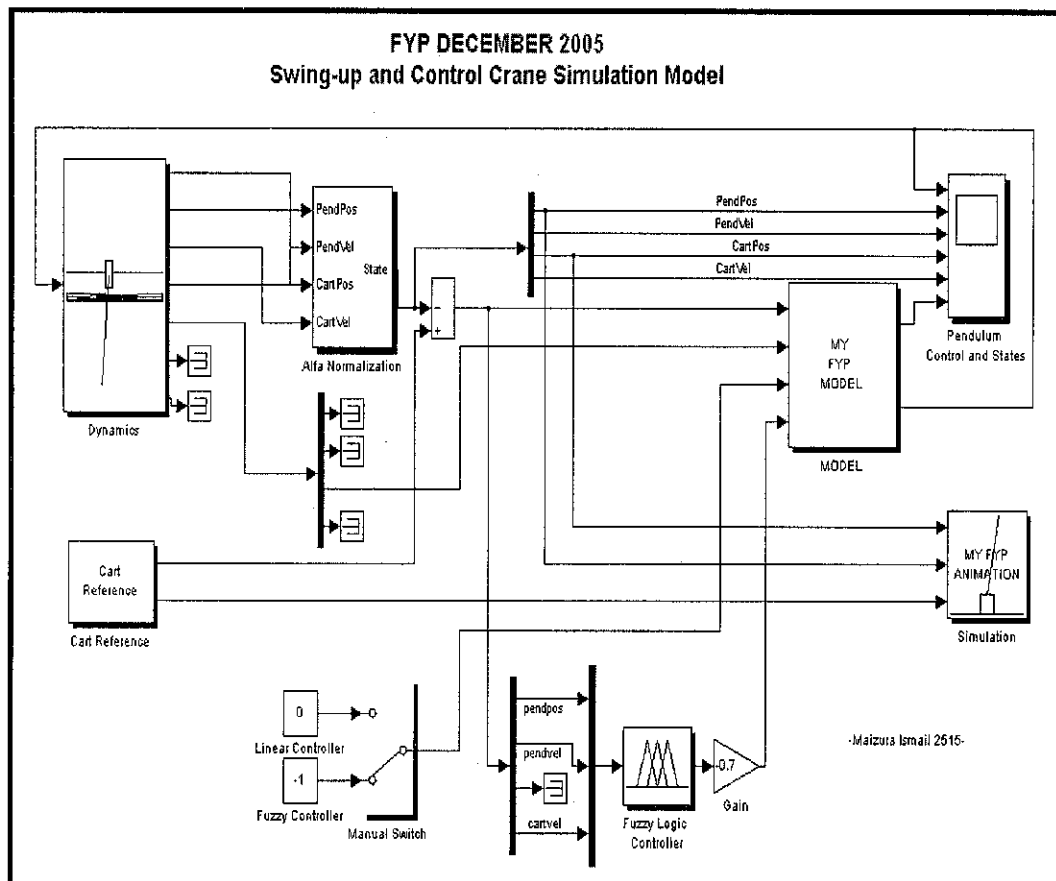 FYP DECEMBER 2005
Swing-up and Control Crane Simulation Model
PendPos
PendVel
CartPos
CartVel
State
Alfa Normalization
Dynamics
PendPos
PendVel
CartPos
CartVel
Pendulum
Control and States
-
+
MY
FYP
MODEL
MODEL
Cart
Reference
Cart Reference
MY FYP
ANIMATION
Simulation
0
Linear Controller
-1
Fuzzy Controller
Manual Switch
pendpos
pendvel
cartvel
Fuzzy Logic
Controller
-0.7
Gain
-Maizura Ismail 2515-